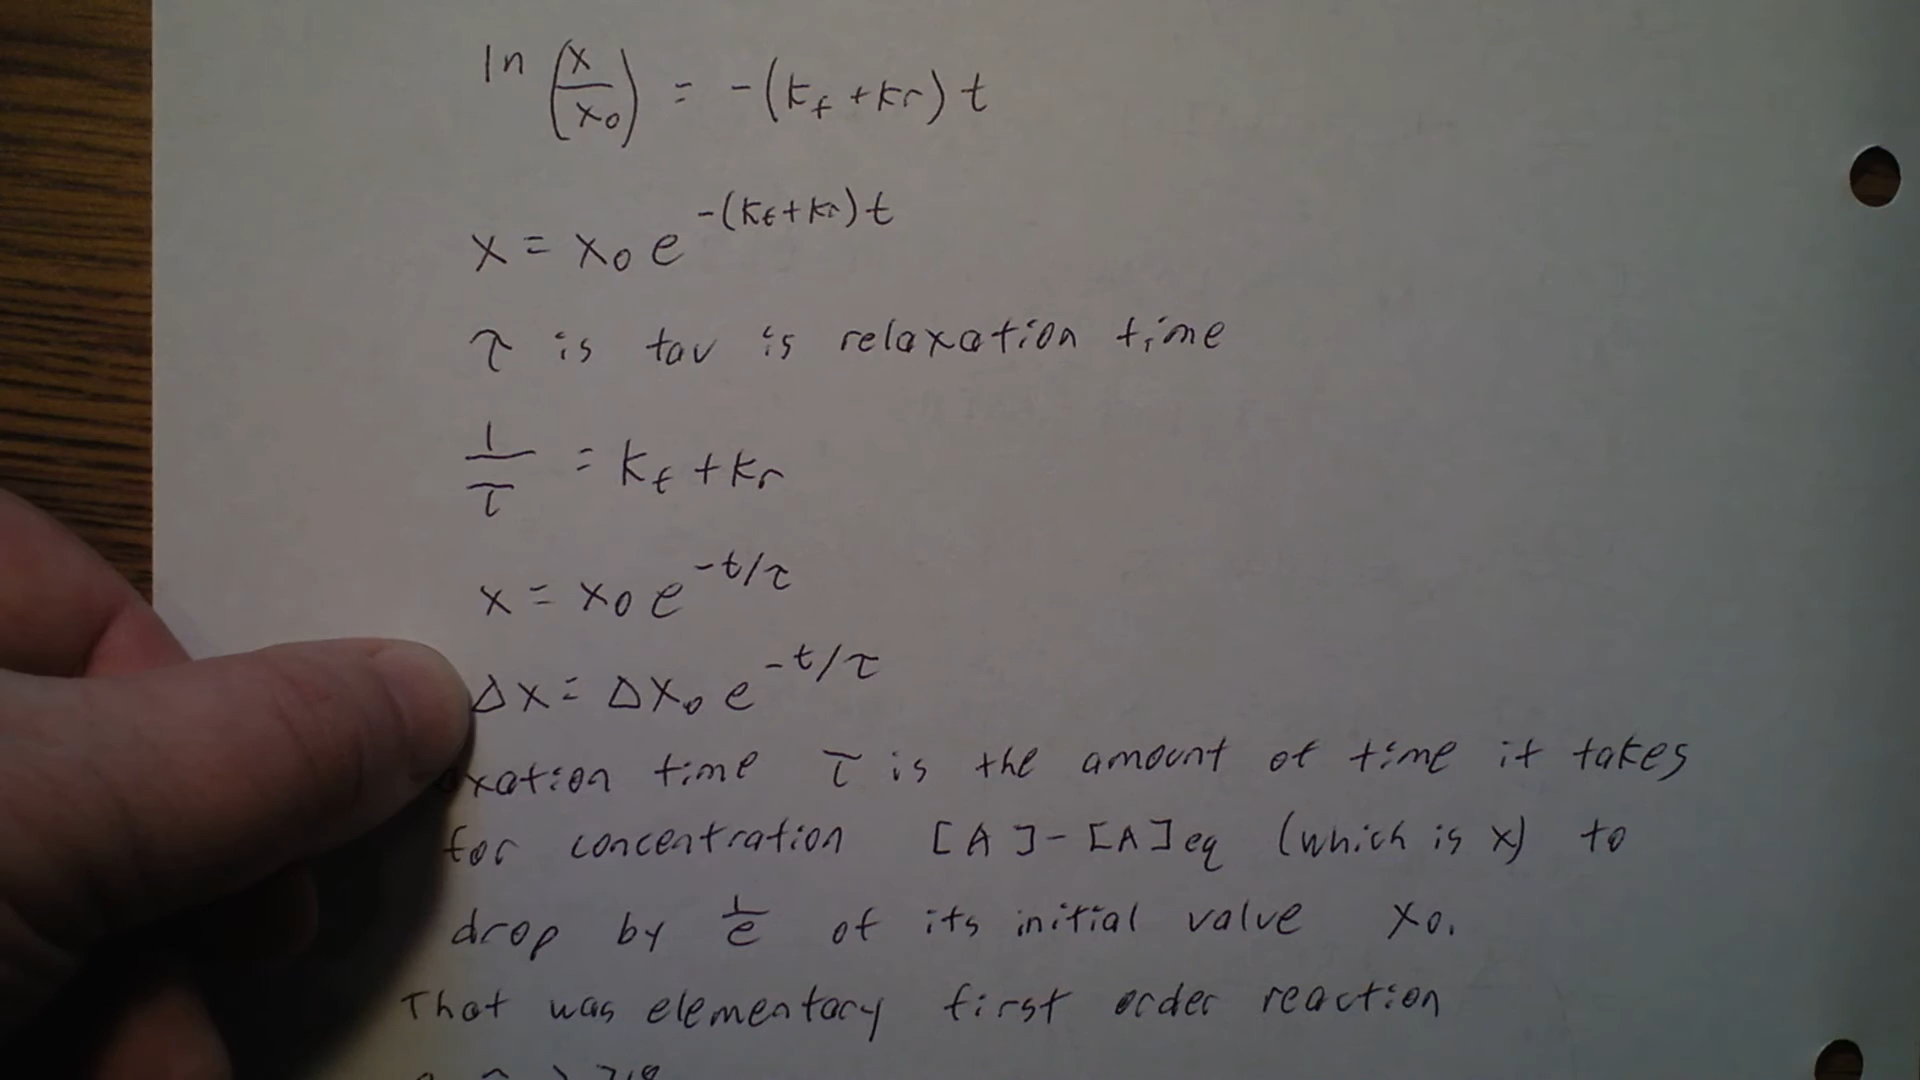 ln (x/x₀) = -(kf + kr) t
x = x₀ e^-(kf+kr)t
τ is tau is relaxation time
1/τ = kf + kr
x = x₀ e^-t/τ
Δx = Δx₀ e^-t/τ
xation time τ is the amount of time it takes
for concentration [A]-[A]eq (which is x) to
drop by 1/e of its initial value x₀.
That was elementary first order reaction